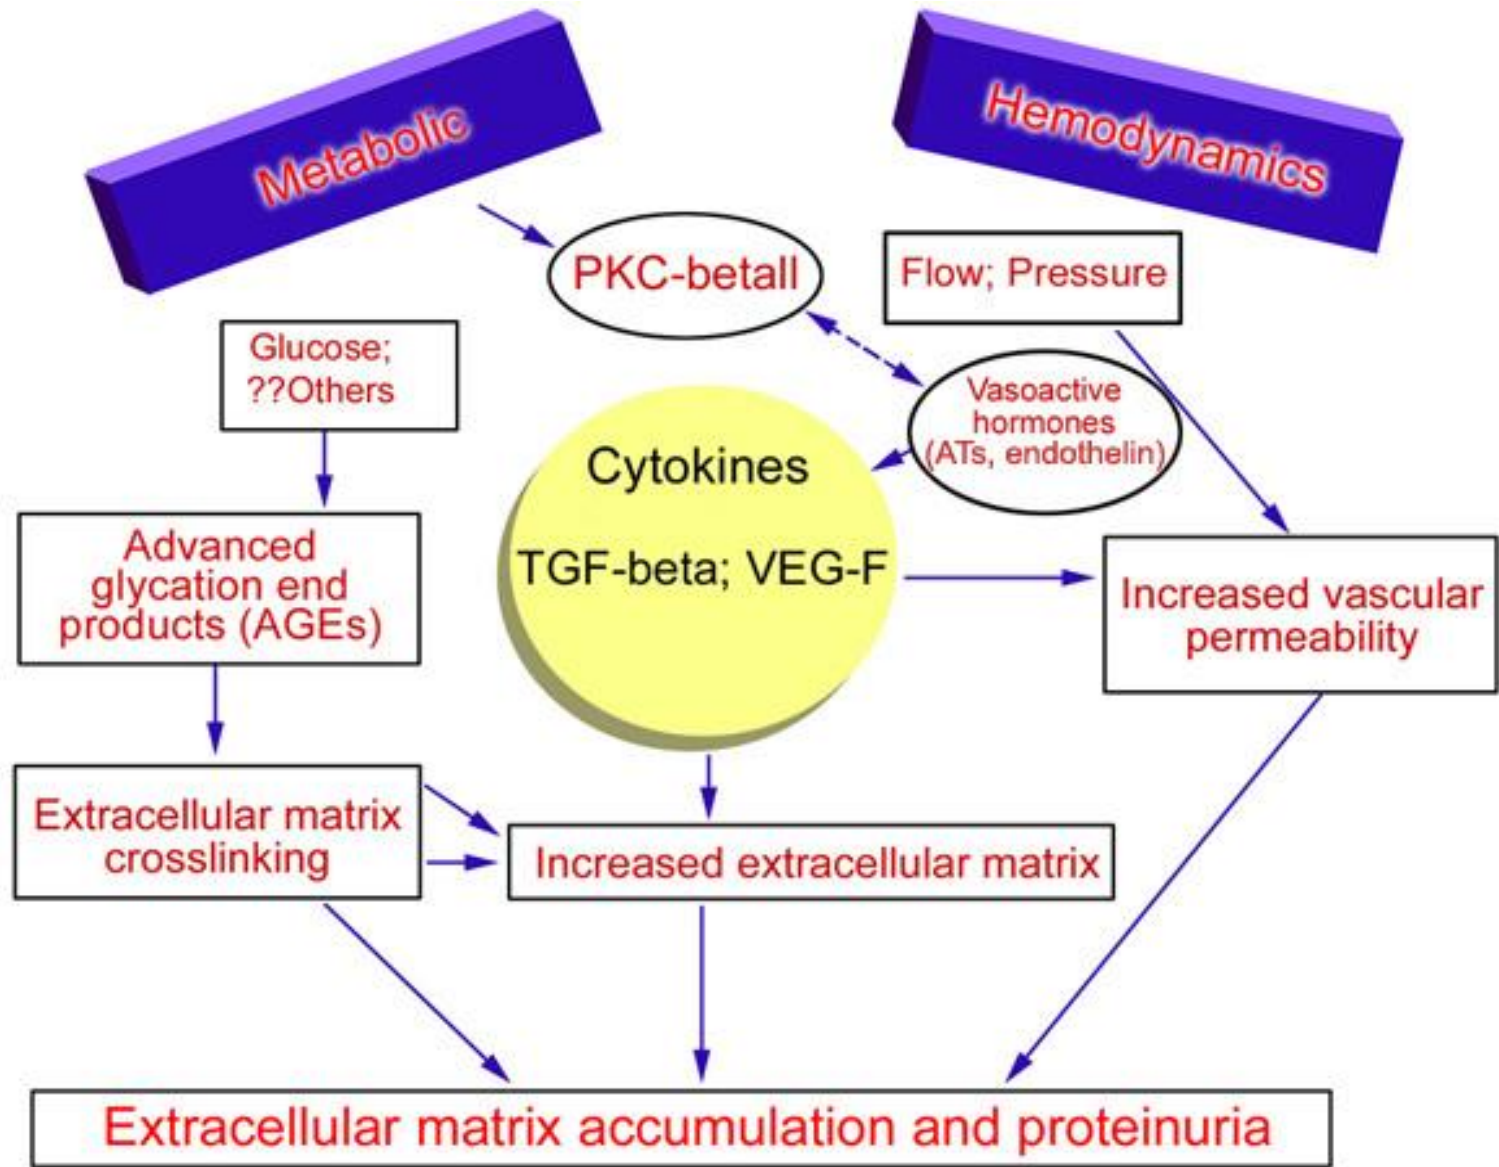 Metabolic
Hemodynamics
PKC-betaII
Flow; Pressure
Glucose;
??Others
Vasoactive
hormones
(ATs, endothelin)
Cytokines
TGF-beta; VEG-F
Advanced
glycation end
products (AGEs)
Increased vascular
permeability
Extracellular matrix
crosslinking
Increased extracellular matrix
Extracellular matrix accumulation and proteinuria